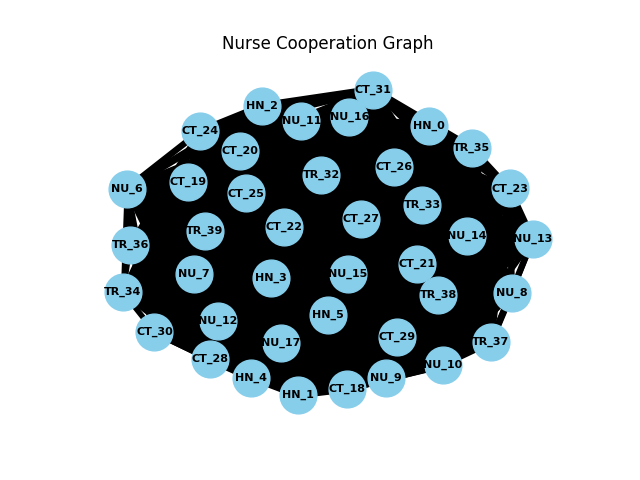 Nurse Cooperation Graph
CT_31
HN_2
NU_11
NU_16
HN_0
CT_24
TR_35
CT_20
CT_26
TR_32
CT_19
CT_23
NU_6
CT_25
TR_33
CT_27
CT_22
TR_39
NU_14
NU_13
TR_36
CT_21
NU_7
HN_3
NU_15
TR_34
NU_8
TR_38
HN_5
NU_12
CT_30
CT_29
NU_17
TR_37
CT_28
NU_10
HN_4
NU_9
CT_18
HN_1